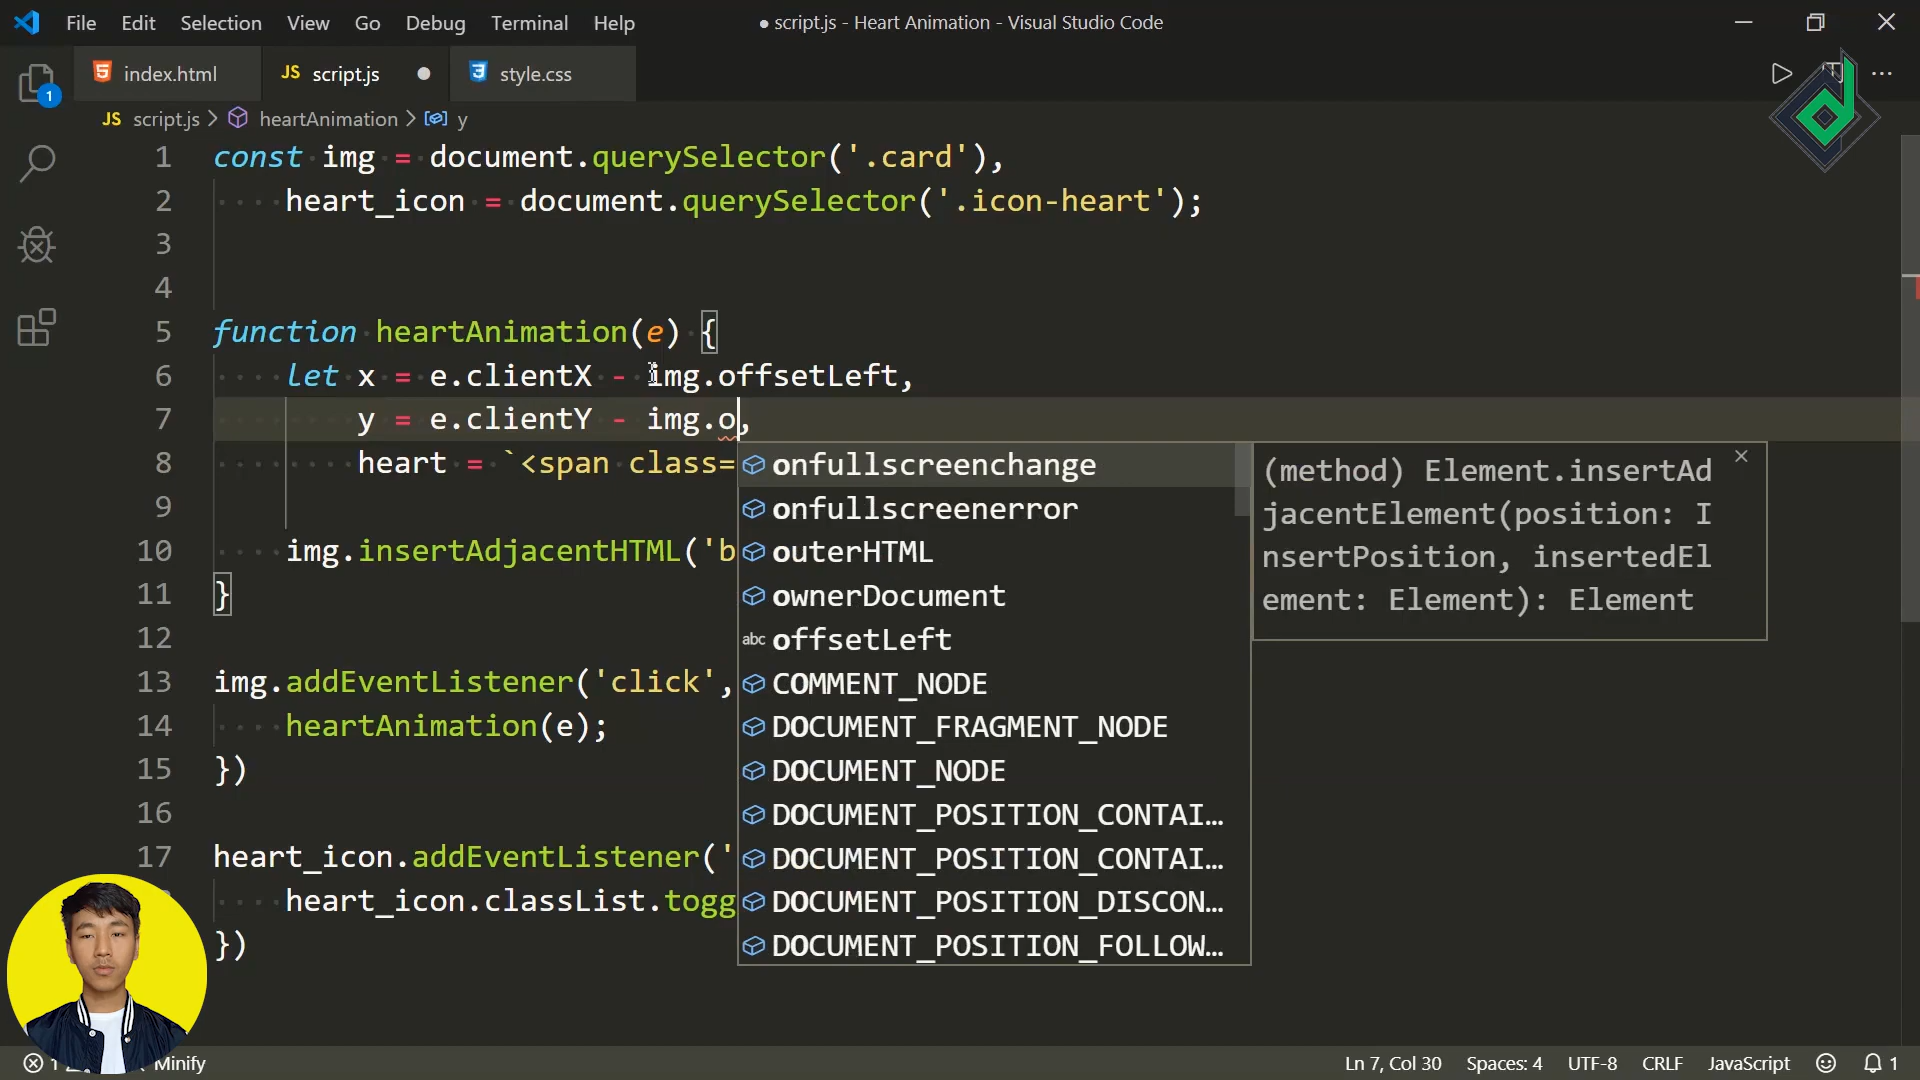 File Edit Selection View Go Debug Terminal Help ● script.js - Heart Animation - Visual Studio Code
index.html JS script.js ● style.css
1
JS script.js > heartAnimation > y
1 const img = document.querySelector('.card'),
2 heart_icon = document.querySelector('.icon-heart');
3
4
5 function heartAnimation(e) {
6 let x = e.clientX - img.offsetLeft,
7 y = e.clientY - img.o,
8 heart = `<span class=
9
10 img.insertAdjacentHTML('b
11 }
12
13 img.addEventListener('click',
14 heartAnimation(e);
15 })
16
17 heart_icon.addEventListener('
heart_icon.classList.togg
})
onfullscreenchange
onfullscreenerror
outerHTML
ownerDocument
abc offsetLeft
COMMENT_NODE
DOCUMENT_FRAGMENT_NODE
DOCUMENT_NODE
DOCUMENT_POSITION_CONTAI…
DOCUMENT_POSITION_CONTAI…
DOCUMENT_POSITION_DISCON…
DOCUMENT_POSITION_FOLLOW…
(method) Element.insertAd
jacentElement(position: I
nsertPosition, insertedEl
ement: Element): Element
1 Minify Ln 7, Col 30 Spaces: 4 UTF-8 CRLF JavaScript 1